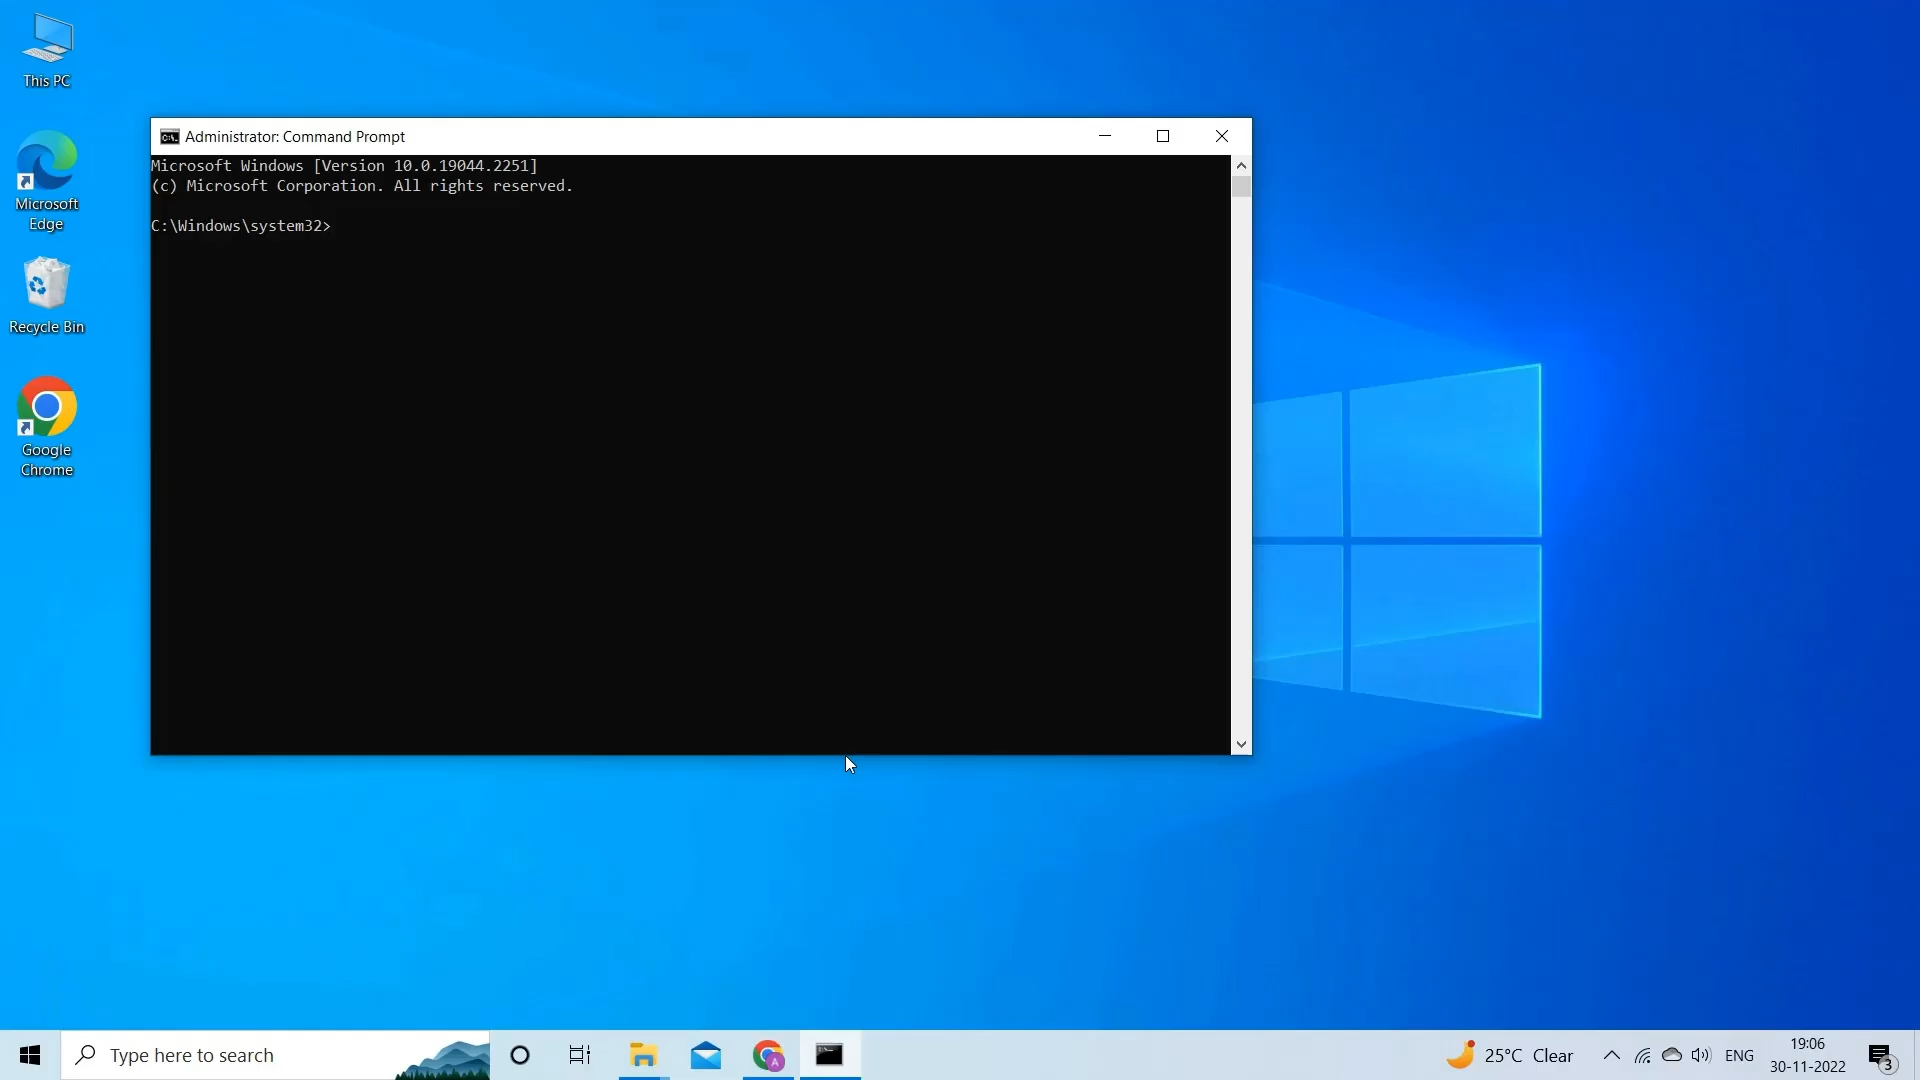 This PC
Microsoft
Edge
Recycle Bin
Google
Chrome
Administrator: Command Prompt
Microsoft Windows [Version 10.0.19044.2251]
(c) Microsoft Corporation. All rights reserved.
C:\Windows\system32>
Type here to search
25°C Clear
ENG
19:06
30-11-2022
3